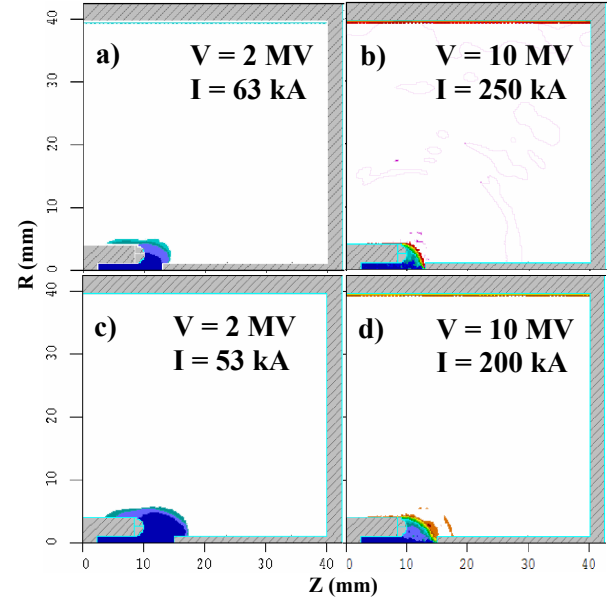 a)
V = 2 MV
I = 63 kA
b)
V = 10 MV
I = 250 kA
c)
V = 2 MV
I = 53 kA
d)
V = 10 MV
I = 200 kA
R (mm)
40
30
20
10
0
40
30
20
10
0
0 10 20 30 40
0 10 20 30 40
Z (mm)